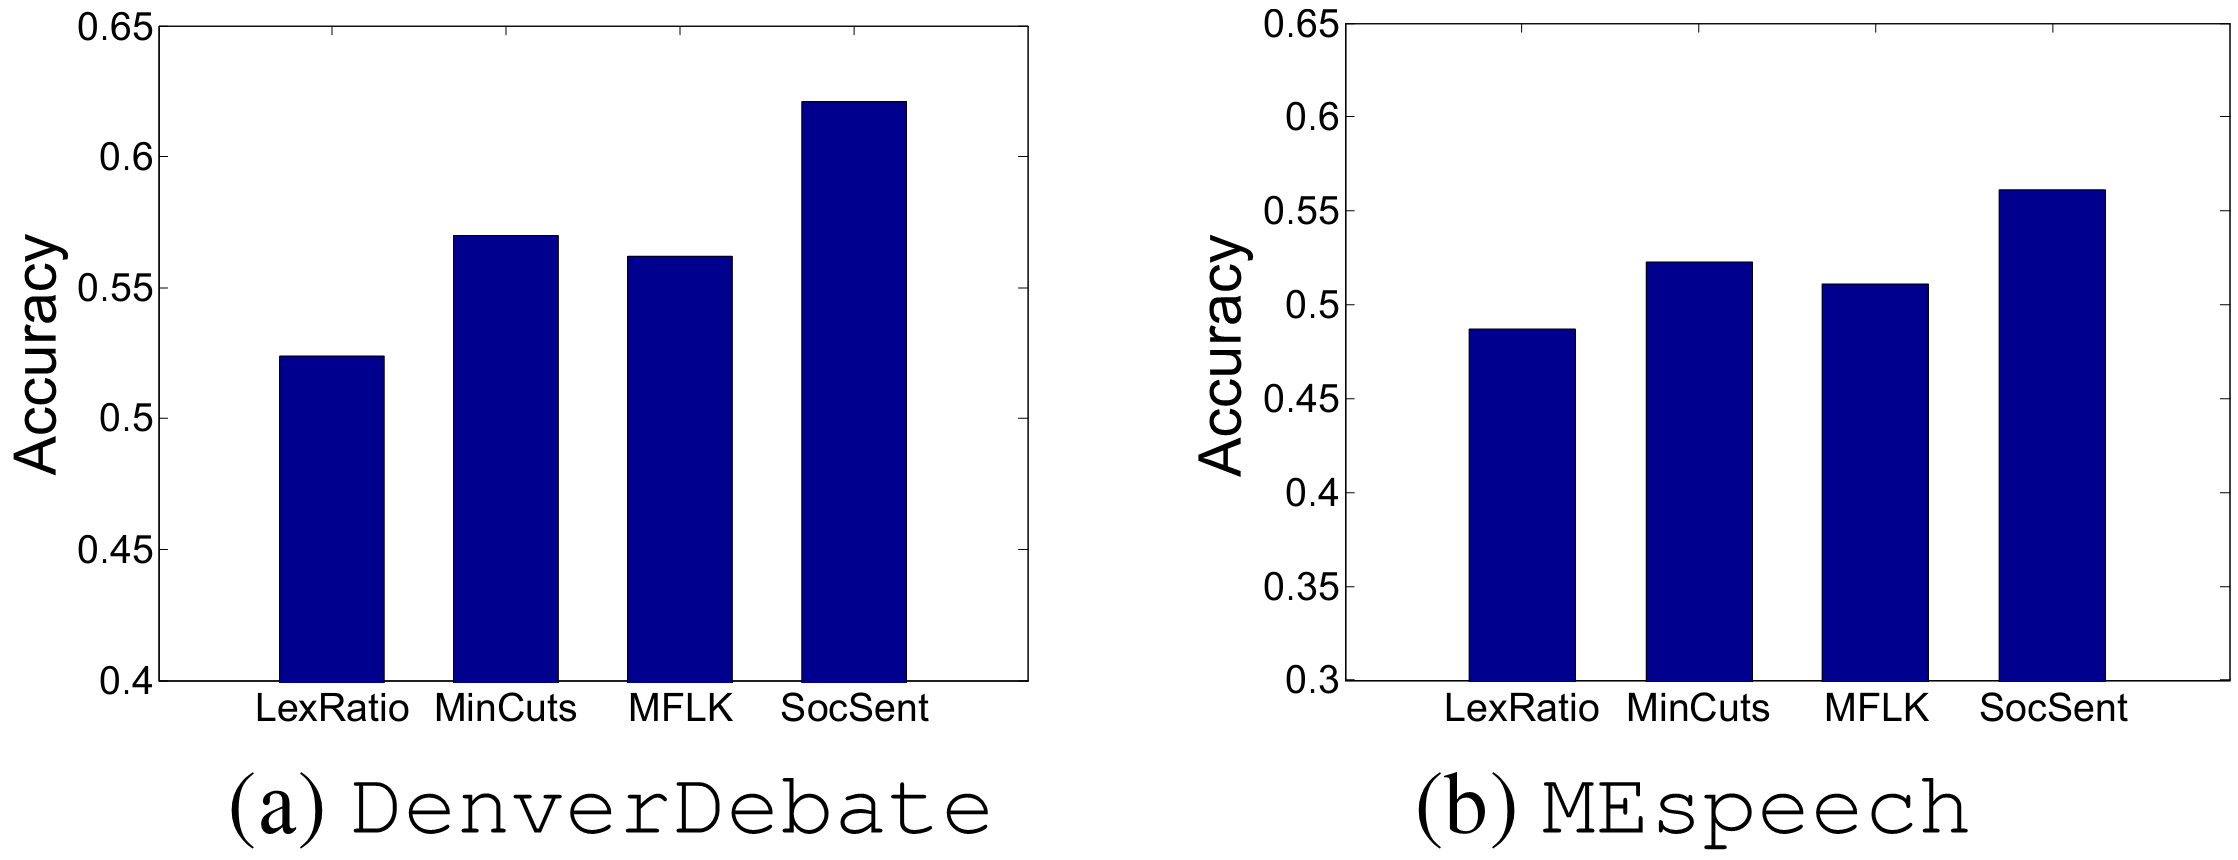 0.65
0.6
0.55
0.5
0.45
0.4
Accuracy
LexRatio MinCuts MFLK SocSent
(a) DenverDebate
0.65
0.6
0.55
0.5
0.45
0.4
0.35
0.3
Accuracy
LexRatio MinCuts MFLK SocSent
(b) MEspeech